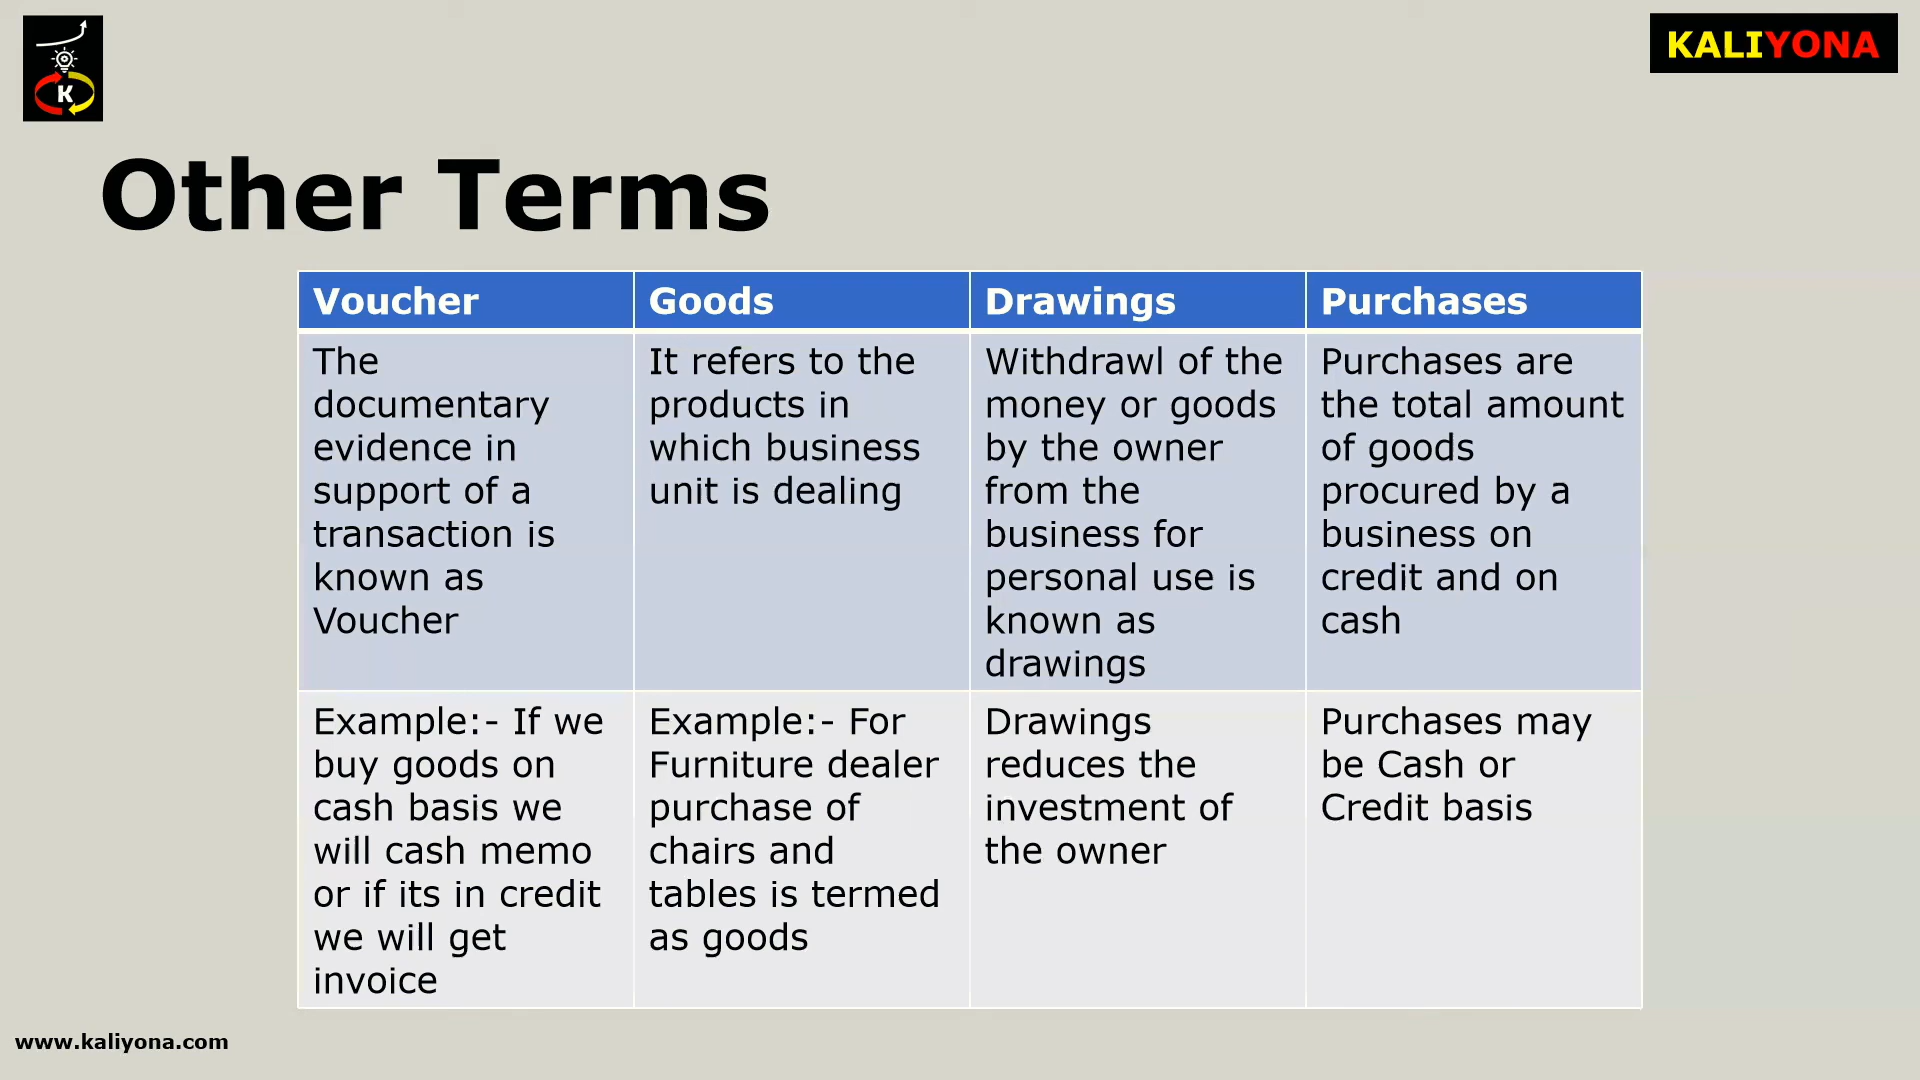 K
KALIYONA
Other Terms
Voucher
Goods
Drawings
Purchases
The
documentary
evidence in
support of a
transaction is
known as
Voucher
It refers to the
products in
which business
unit is dealing
Withdrawl of the
money or goods
by the owner
from the
business for
personal use is
known as
drawings
Purchases are
the total amount
of goods
procured by a
business on
credit and on
cash
Example:- If we
buy goods on
cash basis we
will cash memo
or if its in credit
we will get
invoice
Example:- For
Furniture dealer
purchase of
chairs and
tables is termed
as goods
Drawings
reduces the
investment of
the owner
Purchases may
be Cash or
Credit basis
www.kaliyona.com